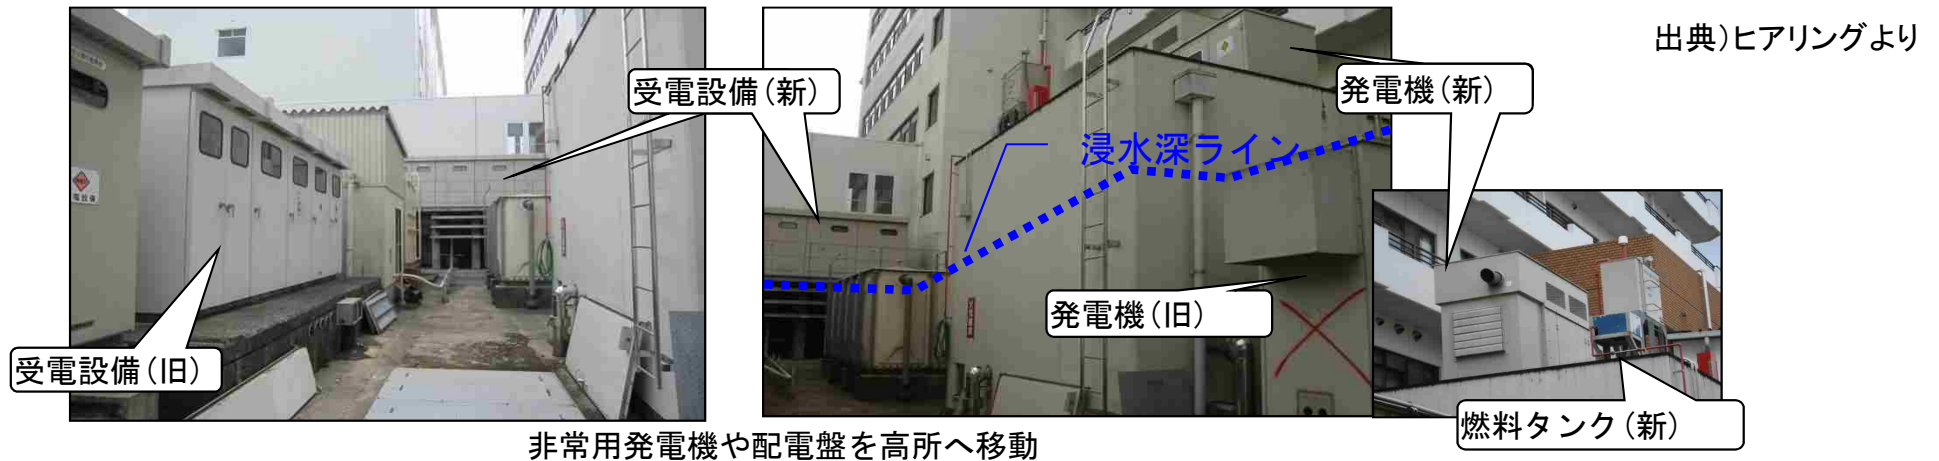 出典)ヒアリングより
受電設備(新)
発電機(新)
浸水深ライン
発電機(旧)
受電設備(旧)
燃料タンク(新)
非常用発電機や配電盤を高所へ移動